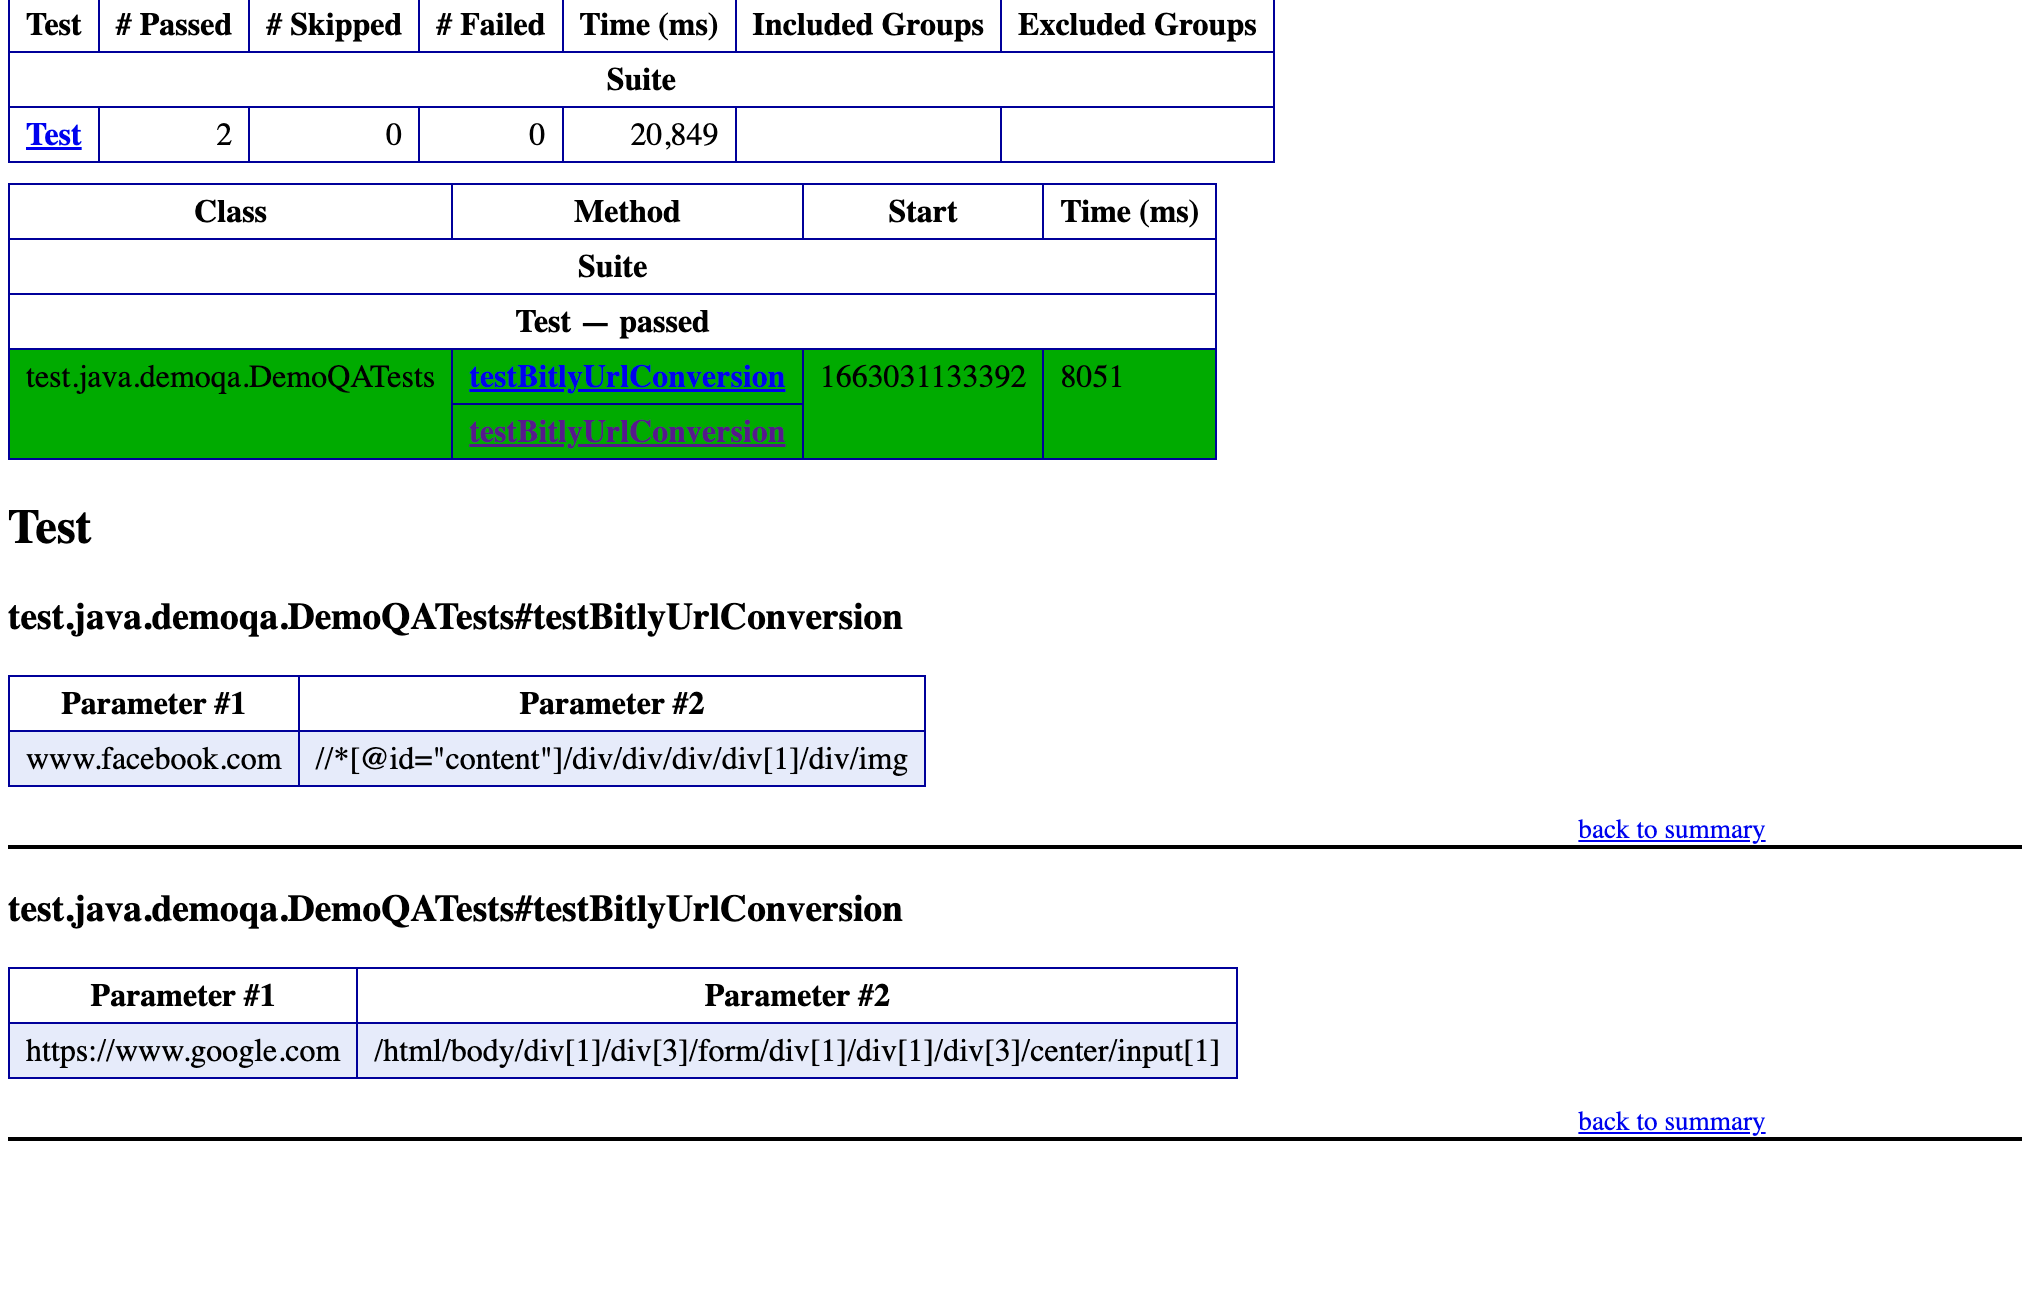 Test # Passed # Skipped # Failed Time (ms) Included Groups Excluded Groups
Suite
Test 2 0 0 20,849
Class Method Start Time (ms)
Suite
Test — passed
test.java.demoqa.DemoQATests testBitlyUrlConversion 1663031133392 8051
testBitlyUrlConversion
Test
test.java.demoqa.DemoQATests#testBitlyUrlConversion
Parameter #1 Parameter #2
www.facebook.com //*[@id="content"]/div/div/div/div[1]/div/img
back to summary
test.java.demoqa.DemoQATests#testBitlyUrlConversion
Parameter #1 Parameter #2
https://www.google.com /html/body/div[1]/div[3]/form/div[1]/div[1]/div[3]/center/input[1]
back to summary